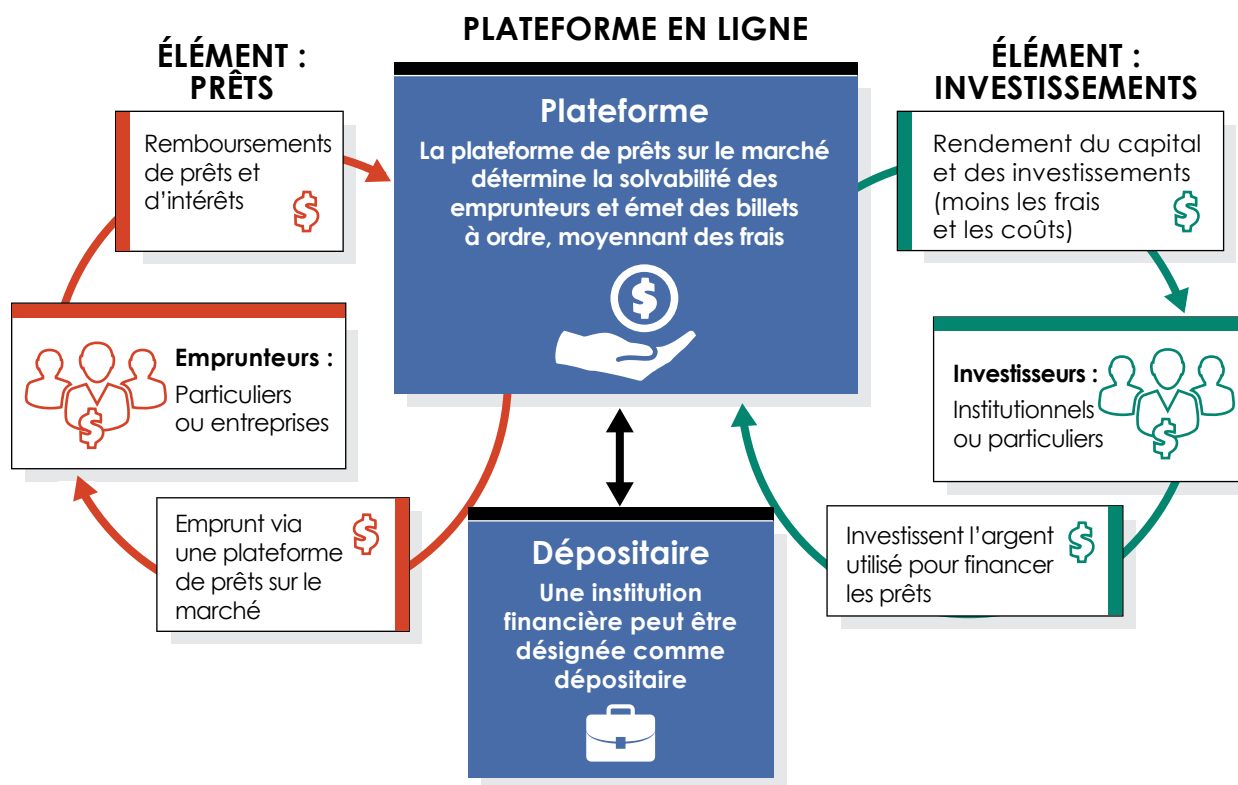 PLATEFORME EN LIGNE
ÉLÉMENT :
PRÊTS
Remboursements
de prêts et
d'intérêts
Emprunteurs :
Particuliers
ou entreprises
Emprunt via
une plateforme
de prêts sur le
marché
Plateforme
La plateforme de prêts sur le marché
détermine la solvabilité des
emprunteurs et émet des billets
à ordre, moyennant des frais
Dépositaire
Une institution
financière peut être
désignée comme
dépositaire
ÉLÉMENT :
INVESTISSEMENTS
Rendement du capital
et des investissements
(moins les frais
et les coûts)
Investisseurs :
Institutionnels
ou particuliers
Investissent l'argent
utilisé pour financer
les prêts